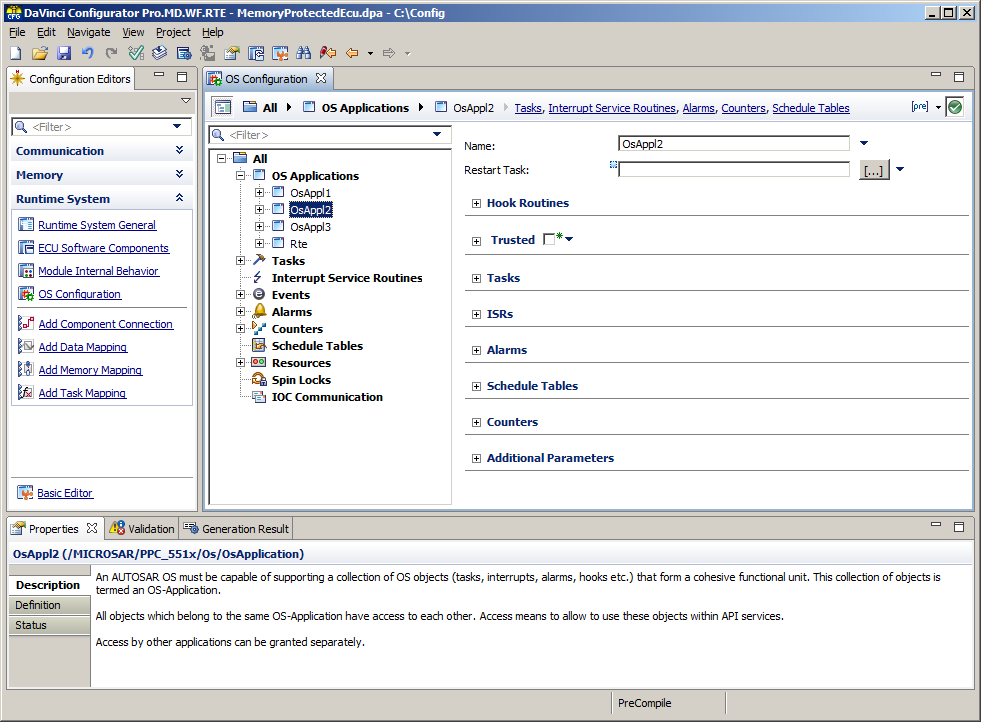 DaVinci Configurator Pro.MD.WF.RTE - MemoryProtectedEcu.dpa - C:\Config
File Edit Navigate View Project Help
Configuration Editors
<Filter>
Communication
Memory
Runtime System
Runtime System General
ECU Software Components
Module Internal Behavior
OS Configuration
Add Component Connection
Add Data Mapping
Add Memory Mapping
Add Task Mapping
Basic Editor
OS Configuration
All OS Applications OsAppl2 Tasks, Interrupt Service Routines, Alarms, Counters, Schedule Tables [pre]
<Filter>
All
OS Applications
OsAppl1
OsAppl2
OsAppl3
Rte
Tasks
Interrupt Service Routines
Events
Alarms
Counters
Schedule Tables
Resources
Spin Locks
IOC Communication
Name: OsAppl2
Restart Task: [...]
Hook Routines
Trusted *
Tasks
ISRs
Alarms
Schedule Tables
Counters
Additional Parameters
Properties Validation Generation Result
OsAppl2 (/MICROSAR/PPC_551x/Os/OsApplication)
Description
Definition
Status
An AUTOSAR OS must be capable of supporting a collection of OS objects (tasks, interrupts, alarms, hooks etc.) that form a cohesive functional unit. This collection of objects is
termed an OS-Application.
All objects which belong to the same OS-Application have access to each other. Access means to allow to use these objects within API services.
Access by other applications can be granted separately.
PreCompile